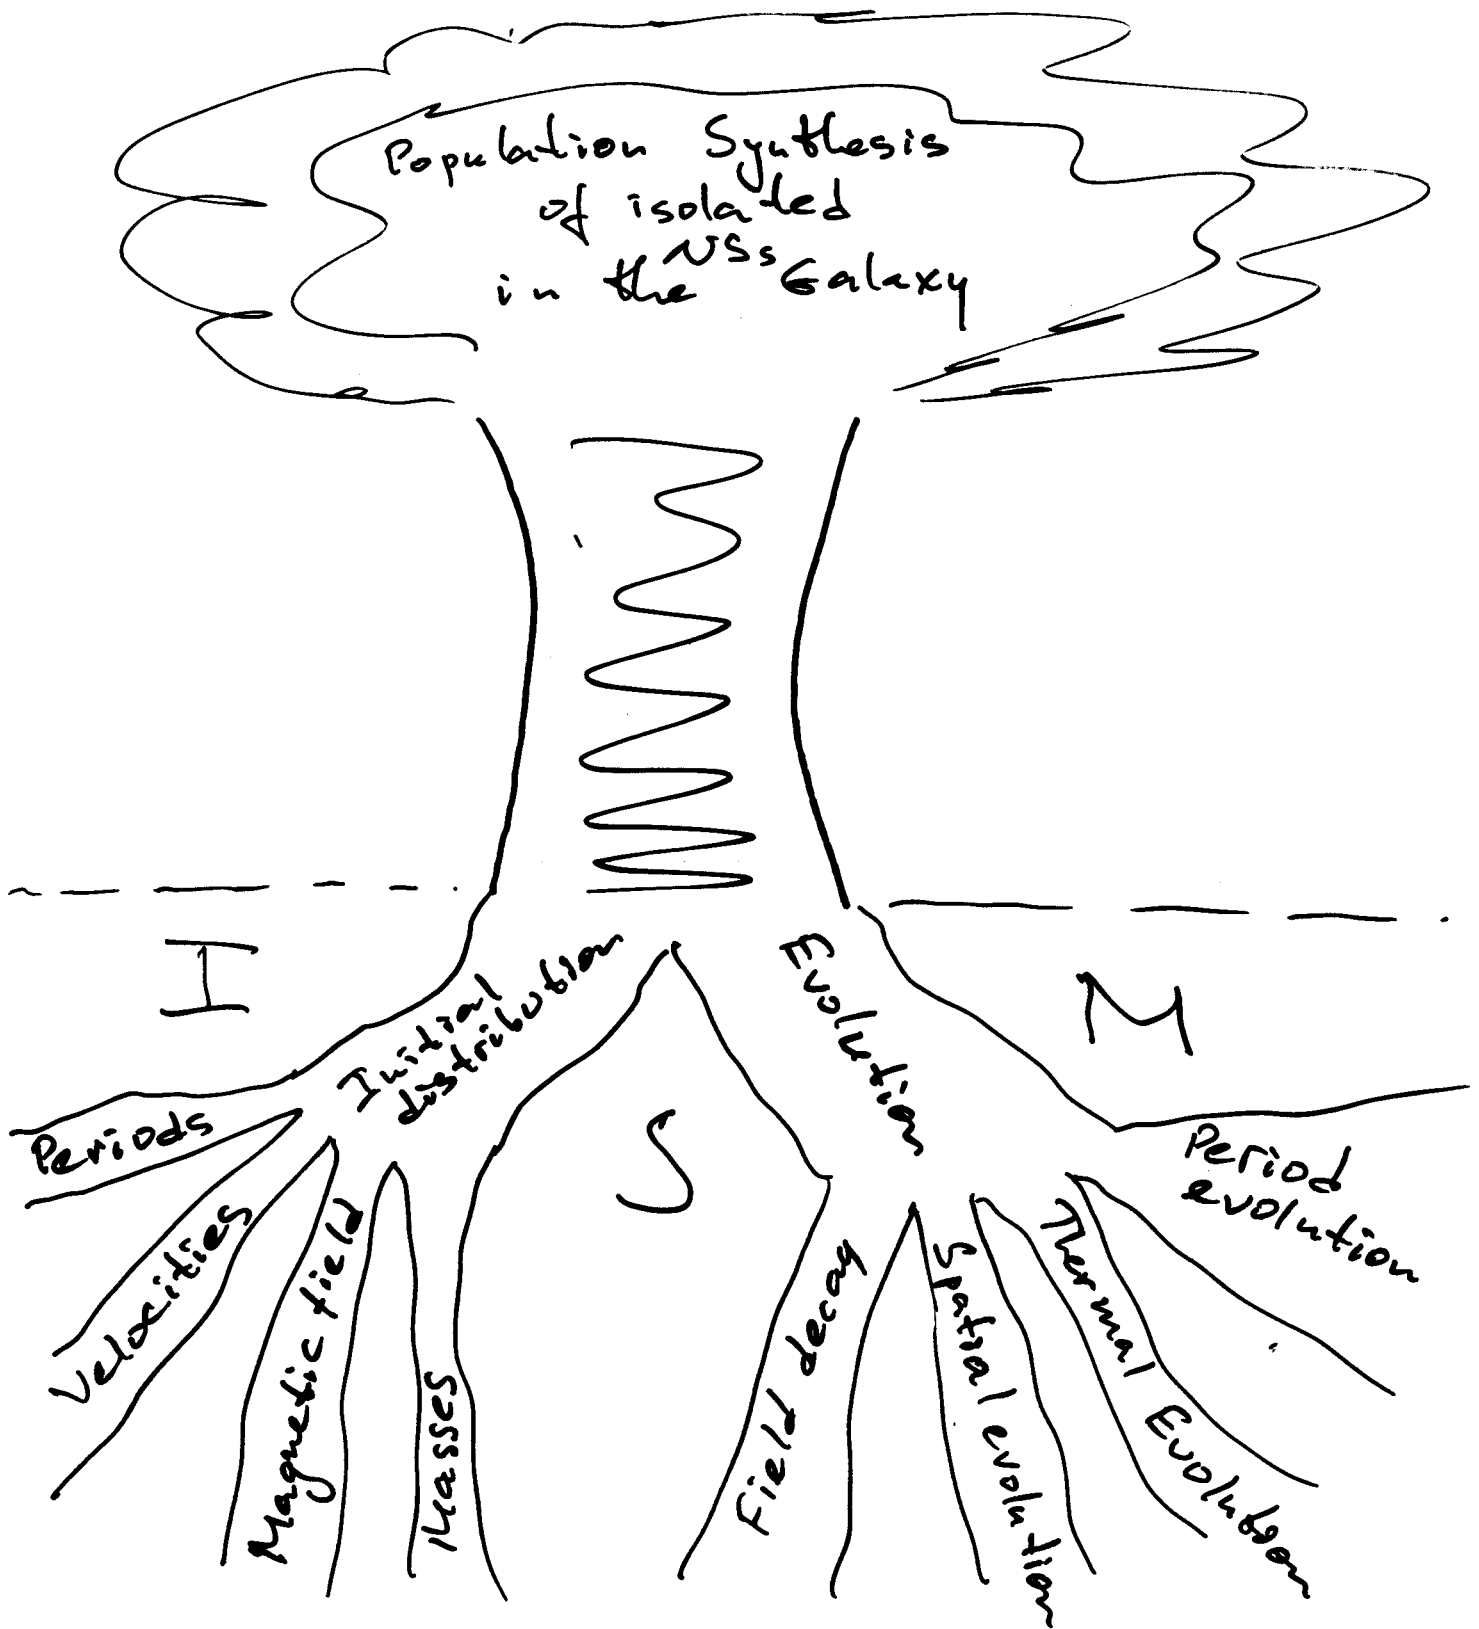 Population Synthesis
of isolated
NSs
in the Galaxy
I
M
S
Initial
distribution
Evolution
Periods
Velocities
Magnetic field
Masses
Field decay
Spatial evolution
Thermal Evolution
Period
evolution